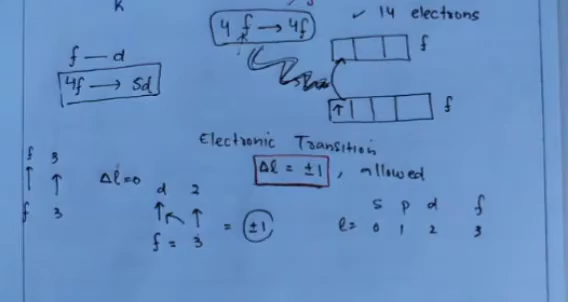 K
4 f → 4f
✓ 14 electrons
f — d
f
4f → 5d
↑
f
Electronic Transition
Δl = ±1, allowed
f 3
↑ ↑
f 3
Δl=0
d 2
f = 3
= ±1
s p d f
l= 0 1 2 3